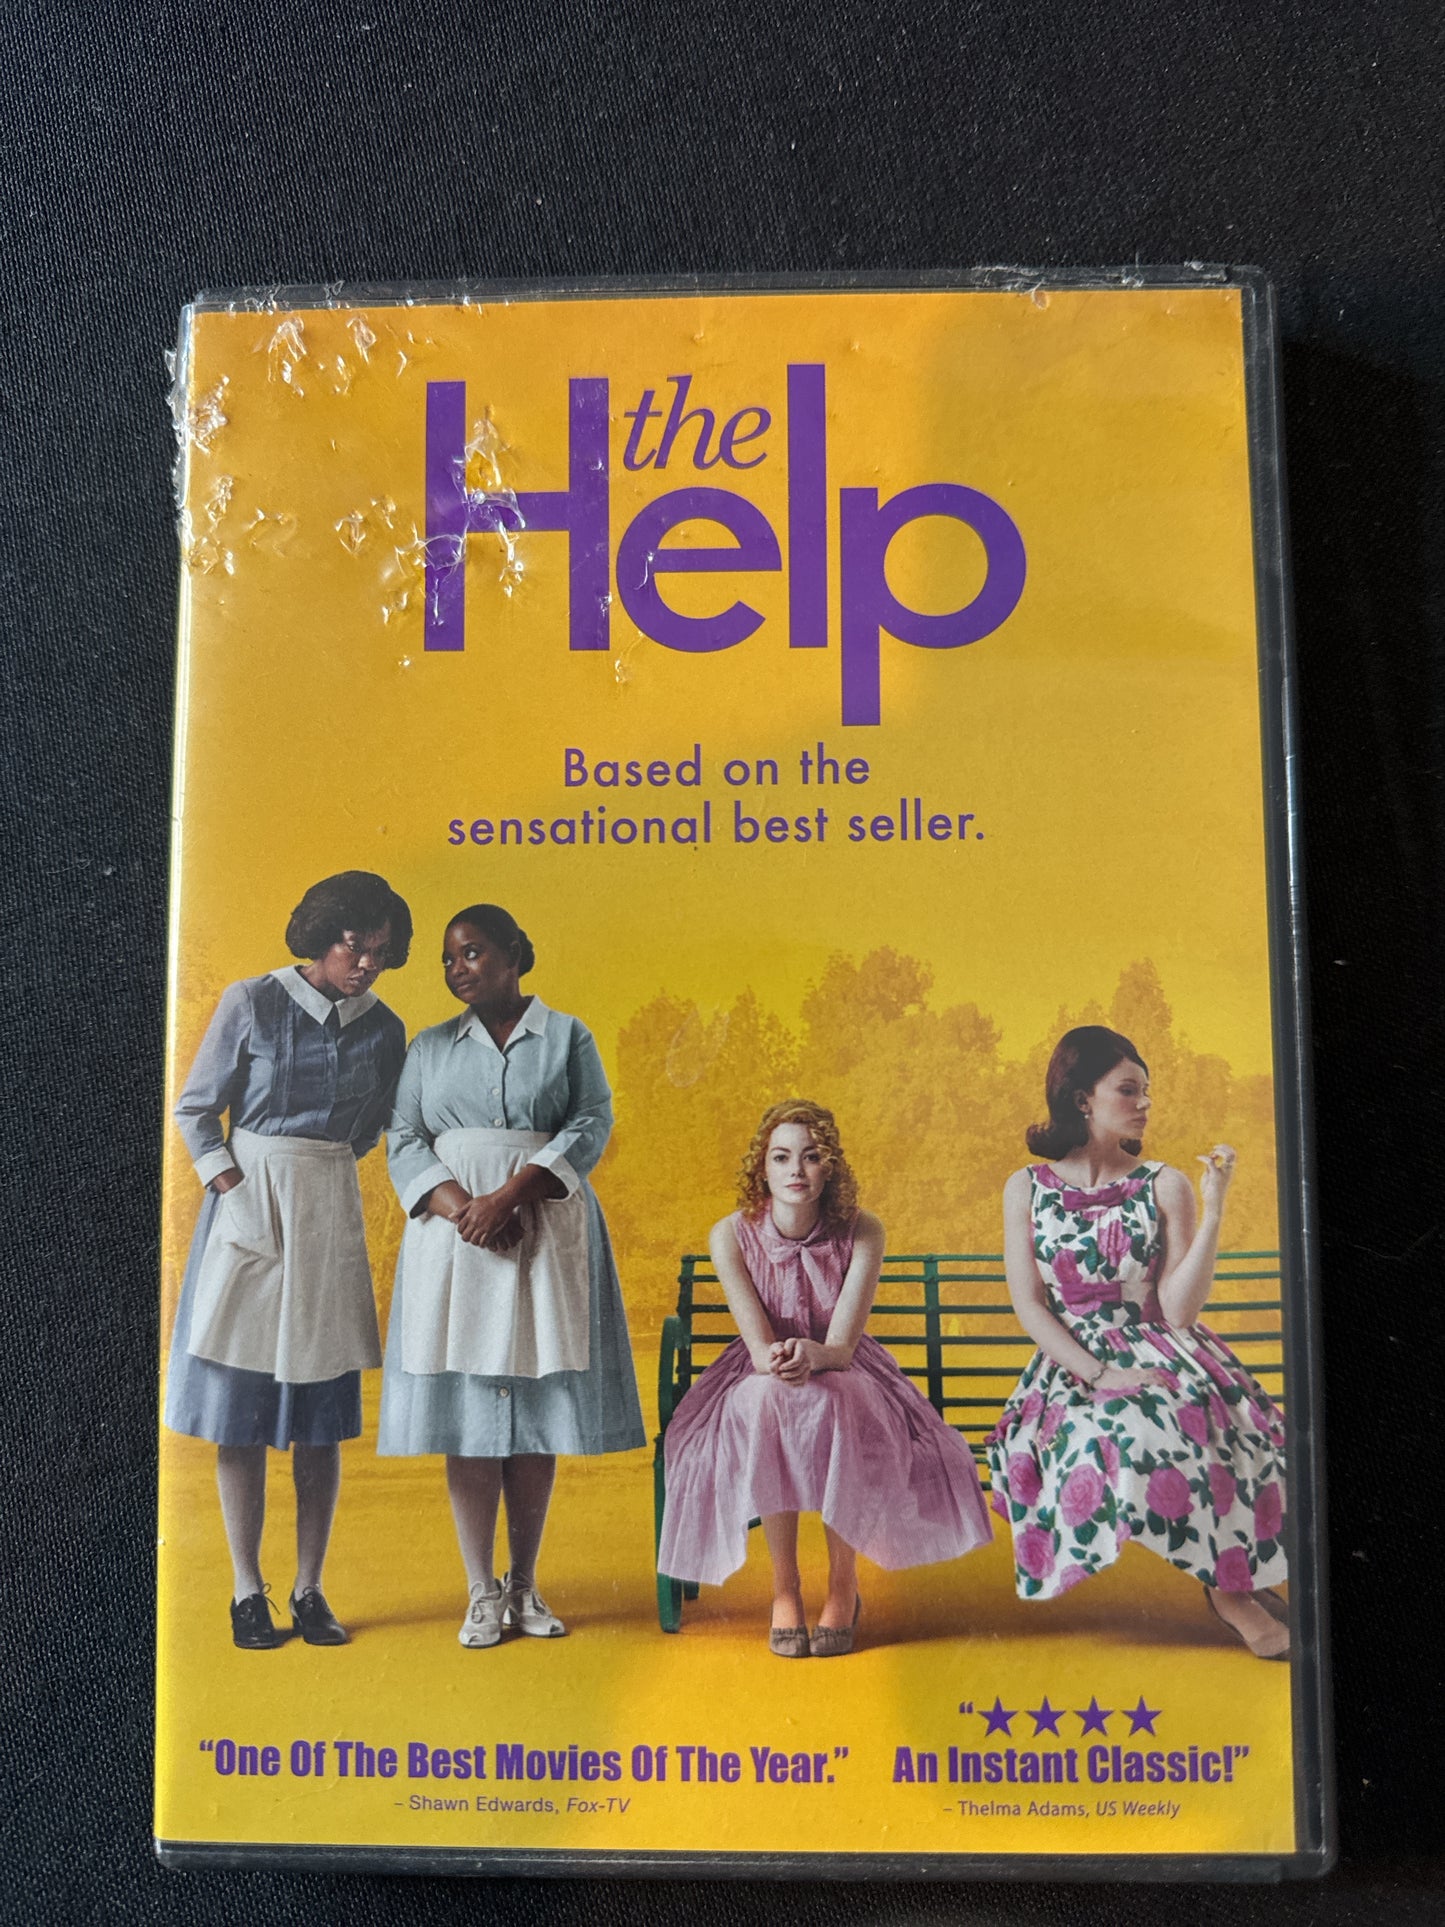 the
Help
Based on the
sensational best seller.
"One Of The Best Movies Of The Year."
– Shawn Edwards, Fox-TV
"★★★★
An Instant Classic!"
– Thelma Adams, US Weekly